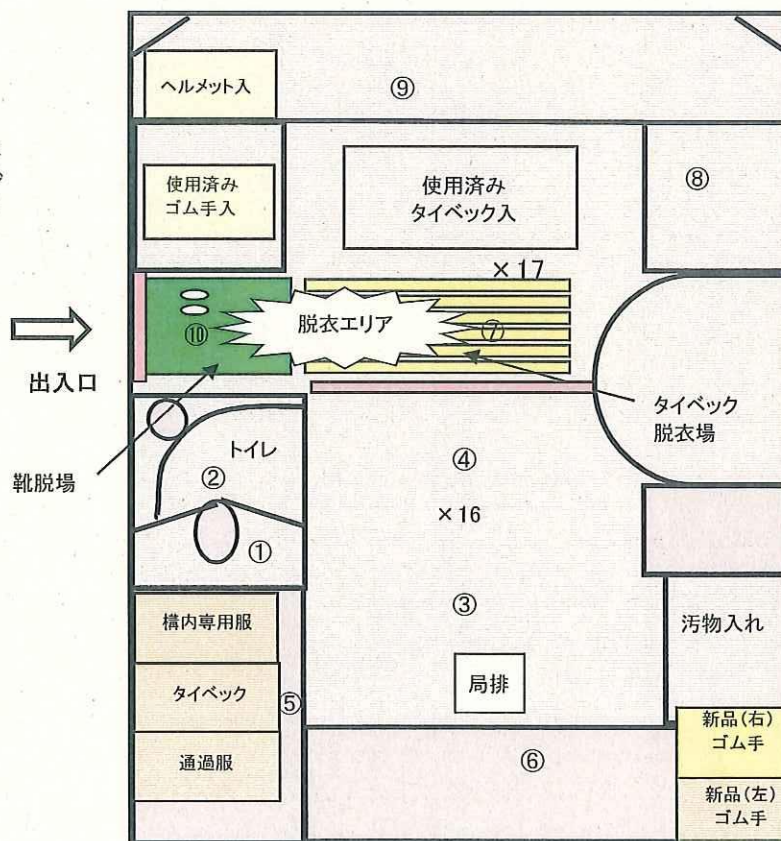 ヘルメット入
⑨
使用済み
ゴム手入
使用済み
タイベック入
⑧
×17
⑩
脱衣エリア
⑦
出入口
タイベック
脱衣場
靴脱場
トイレ
②
①
④
×16
③
局排
汚物入れ
構内専用服
タイベック
通過服
⑤
⑥
新品(右)
ゴム手
新品(左)
ゴム手